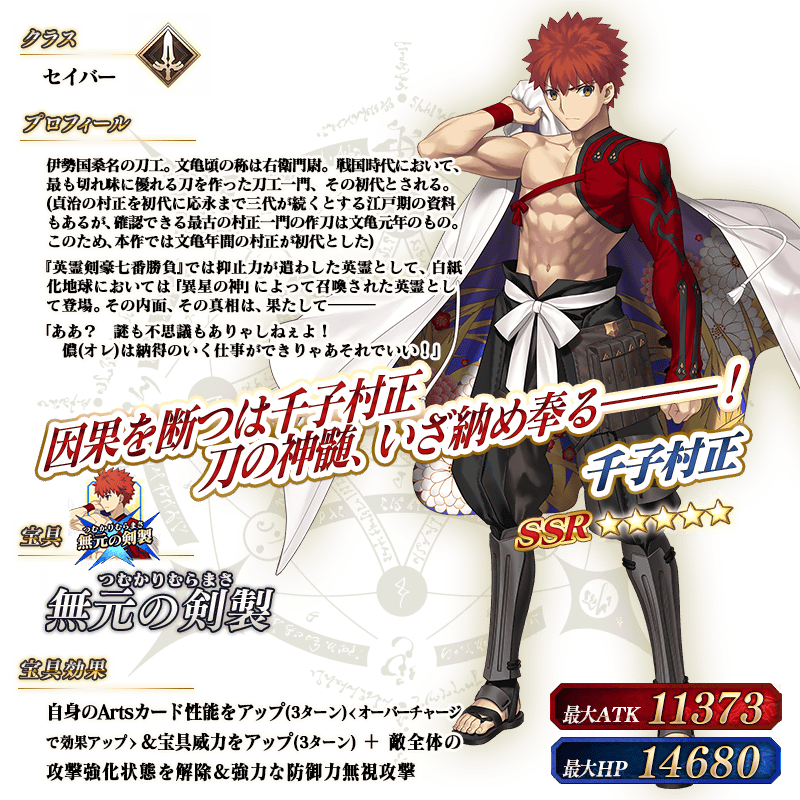 クラス
セイバー
プロフィール
伊勢国桑名の刀工。文亀頃の称は右衛門尉。戦国時代において、
最も切れ味に優れる刀を作った刀工一門、その初代とされる。
(貞治の村正を初代に応永まで三代が続くとする江戸期の資料
もあるが、確認できる最古の村正一門の作刀は文亀元年のもの。
このため、本作では文亀年間の村正が初代とした)
『英霊剣豪七番勝負』では抑止力が遣わした英霊として、白紙
化地球においては『異星の神』によって召喚された英霊とし
て登場。その内面、その真相は、果たして―――
「ああ? 謎も不思議もありゃしねぇよ!
儂(オレ)は納得のいく仕事ができりゃあそれでいい!」
因果を断つは千子村正
刀の神髄、いざ納め奉る―――!
千子村正
SSR
宝具
つむかりむらまさ
無元の剣製
つむかりむらまさ
無元の剣製
宝具効果
自身のArtsカード性能をアップ(3ターン)<オーバーチャージ
で効果アップ>&宝具威力をアップ(3ターン) + 敵全体の
攻撃強化状態を解除&強力な防御力無視攻撃
最大ATK 11373
最大HP 14680